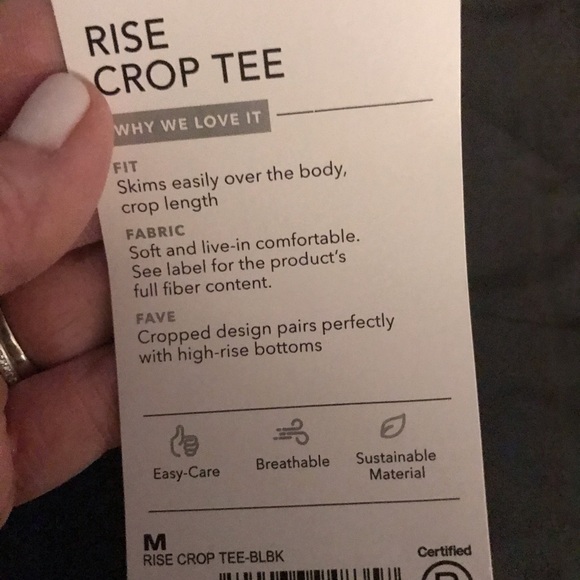 RISE
CROP TEE
WHY WE LOVE IT
FIT
Skims easily over the body,
crop length
FABRIC
Soft and live-in comfortable.
See label for the product's
full fiber content.
FAVE
Cropped design pairs perfectly
with high-rise bottoms
Easy-Care
Breathable
Sustainable
Material
M
RISE CROP TEE-BLBK
Certified
B